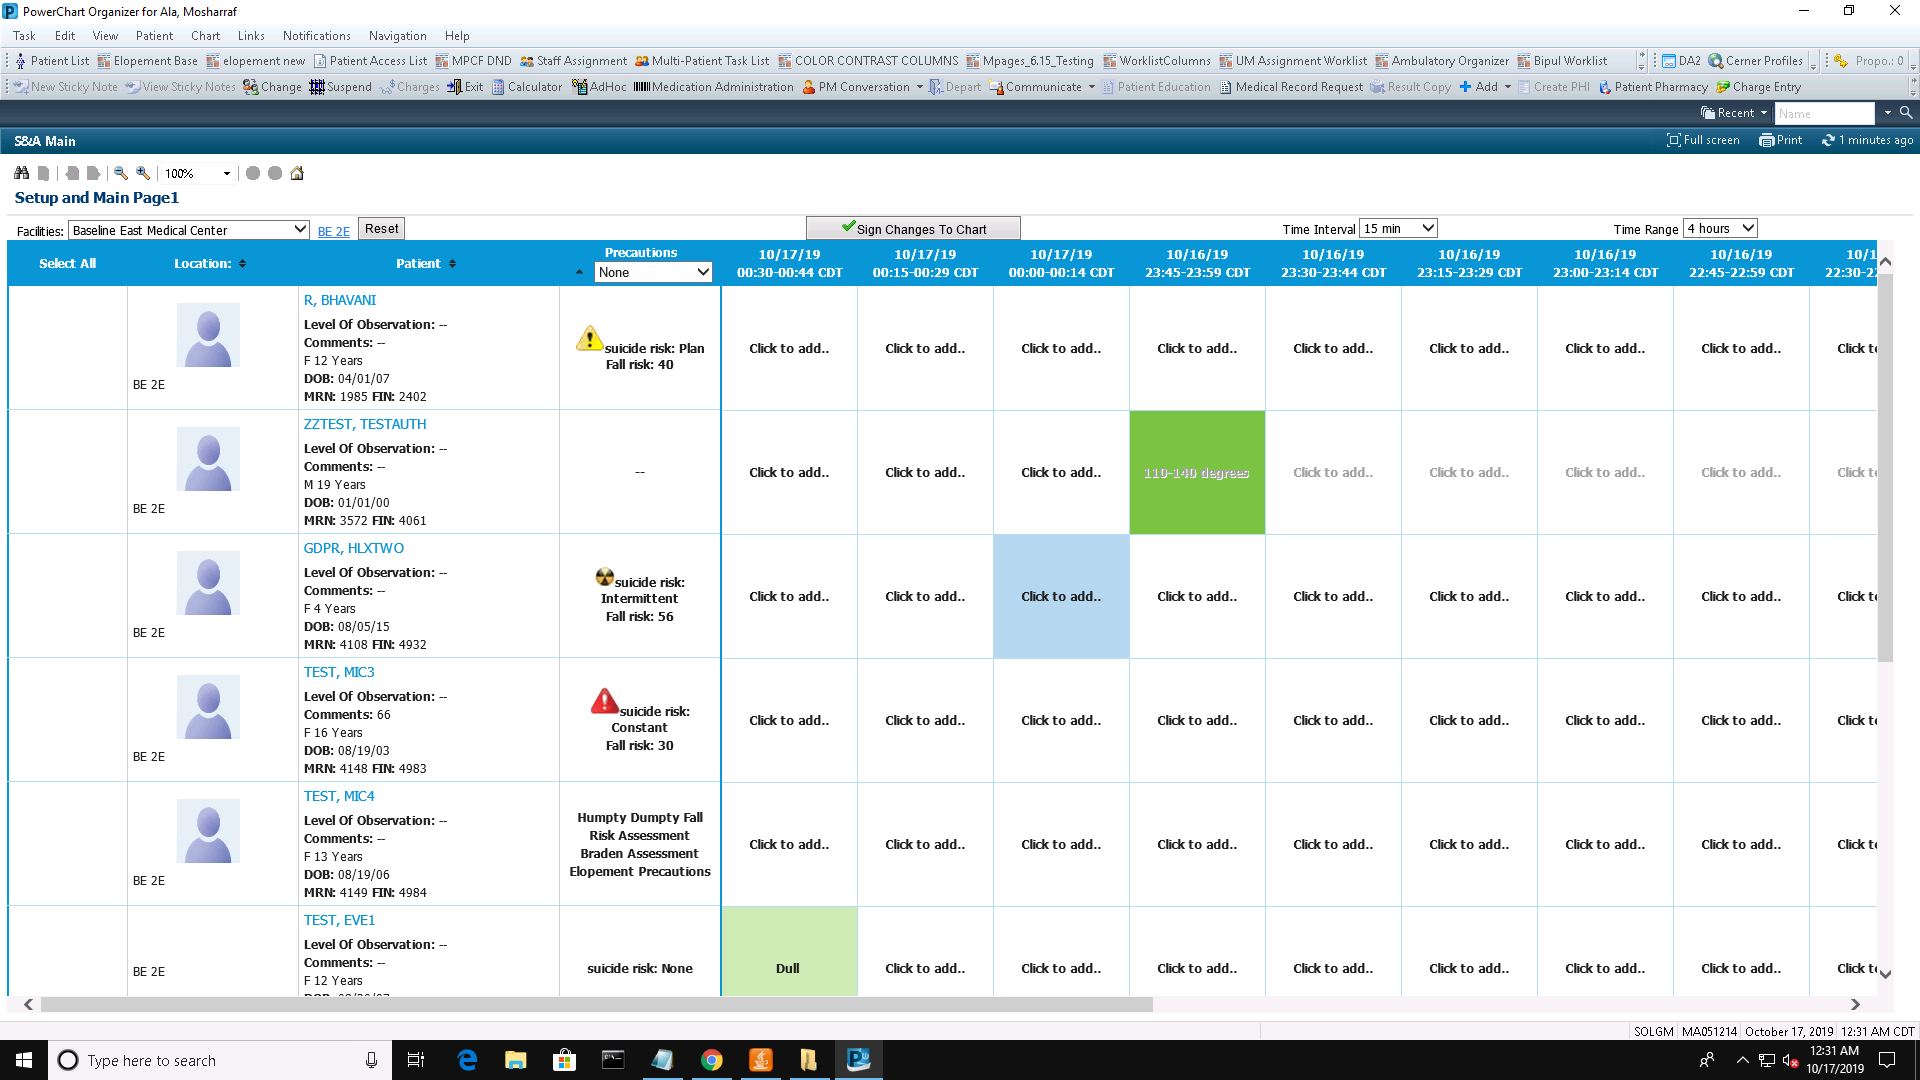 PowerChart Organizer for Ala, Mosharraf
Task Edit View Patient Chart Links Notifications Navigation Help
Patient List Elopement Base elopement new Patient Access List MPCF DND Staff Assignment Multi-Patient Task List COLOR CONTRAST COLUMNS Mpages_6.15_Testing WorklistColumns UM Assignment Worklist Ambulatory Organizer Bipul Worklist DA2 Cerner Profiles Propo.: 0
New Sticky Note View Sticky Notes Change Suspend Charges Exit Calculator AdHoc Medication Administration PM Conversation Depart Communicate Patient Education Medical Record Request Result Copy Add Create PHI Patient Pharmacy Charge Entry
Recent Name
S&A Main Full screen Print 1 minutes ago
100%
Setup and Main Page1
Facilities: Baseline East Medical Center BE 2E Reset Sign Changes To Chart Time Interval 15 min Time Range 4 hours
Select All Location: Patient Precautions None
10/17/19 10/17/19 10/17/19 10/16/19 10/16/19 10/16/19 10/16/19 10/16/19 10/1
00:30-00:44 CDT 00:15-00:29 CDT 00:00-00:14 CDT 23:45-23:59 CDT 23:30-23:44 CDT 23:15-23:29 CDT 23:00-23:14 CDT 22:45-22:59 CDT 22:30-22:
R, BHAVANI
Level Of Observation: --
Comments: --
F 12 Years
DOB: 04/01/07
MRN: 1985 FIN: 2402
BE 2E
suicide risk: Plan
Fall risk: 40
Click to add.. Click to add.. Click to add.. Click to add.. Click to add.. Click to add.. Click to add.. Click to add.. Click t
ZZTEST, TESTAUTH
Level Of Observation: --
Comments: --
M 19 Years
DOB: 01/01/00
MRN: 3572 FIN: 4061
BE 2E
--
Click to add.. Click to add.. Click to add.. 110-140 degrees Click to add.. Click to add.. Click to add.. Click to add.. Click t
GDPR, HLXTWO
Level Of Observation: --
Comments: --
F 4 Years
DOB: 08/05/15
MRN: 4108 FIN: 4932
BE 2E
suicide risk:
Intermittent
Fall risk: 56
Click to add.. Click to add.. Click to add.. Click to add.. Click to add.. Click to add.. Click to add.. Click to add.. Click t
TEST, MIC3
Level Of Observation: --
Comments: 66
F 16 Years
DOB: 08/19/03
MRN: 4148 FIN: 4983
BE 2E
suicide risk:
Constant
Fall risk: 30
Click to add.. Click to add.. Click to add.. Click to add.. Click to add.. Click to add.. Click to add.. Click to add.. Click t
TEST, MIC4
Level Of Observation: --
Comments: --
F 13 Years
DOB: 08/19/06
MRN: 4149 FIN: 4984
BE 2E
Humpty Dumpty Fall
Risk Assessment
Braden Assessment
Elopement Precautions
Click to add.. Click to add.. Click to add.. Click to add.. Click to add.. Click to add.. Click to add.. Click to add.. Click t
TEST, EVE1
Level Of Observation: --
Comments: --
F 12 Years
BE 2E
suicide risk: None
Dull Click to add.. Click to add.. Click to add.. Click to add.. Click to add.. Click to add.. Click to add.. Click t
SOLGM MA051214 October 17, 2019 12:31 AM CDT
Type here to search
12:31 AM
10/17/2019